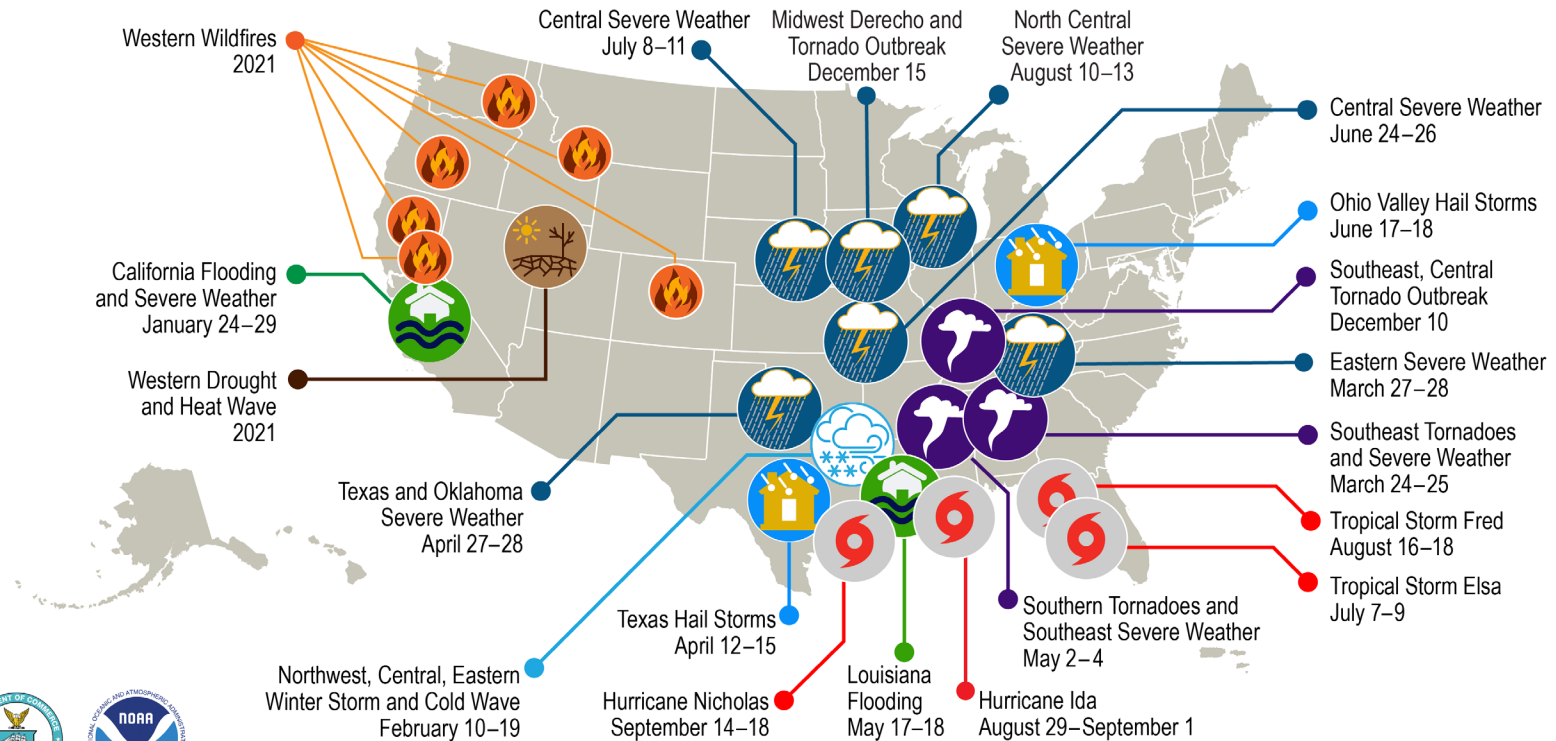 Western Wildfires
2021
Central Severe Weather
July 8–11
Midwest Derecho and
Tornado Outbreak
December 15
North Central
Severe Weather
August 10–13
Central Severe Weather
June 24–26
Ohio Valley Hail Storms
June 17–18
Southeast, Central
Tornado Outbreak
December 10
Eastern Severe Weather
March 27–28
Southeast Tornadoes
and Severe Weather
March 24–25
Tropical Storm Fred
August 16–18
Tropical Storm Elsa
July 7–9
California Flooding
and Severe Weather
January 24–29
Western Drought
and Heat Wave
2021
Texas and Oklahoma
Severe Weather
April 27–28
Texas Hail Storms
April 12–15
Southern Tornadoes and
Southeast Severe Weather
May 2–4
Northwest, Central, Eastern
Winter Storm and Cold Wave
February 10–19
Hurricane Nicholas
September 14–18
Louisiana
Flooding
May 17–18
Hurricane Ida
August 29–September 1
OF COMMERCE
OCEANIC AND ATMOSPHERIC
NOAA